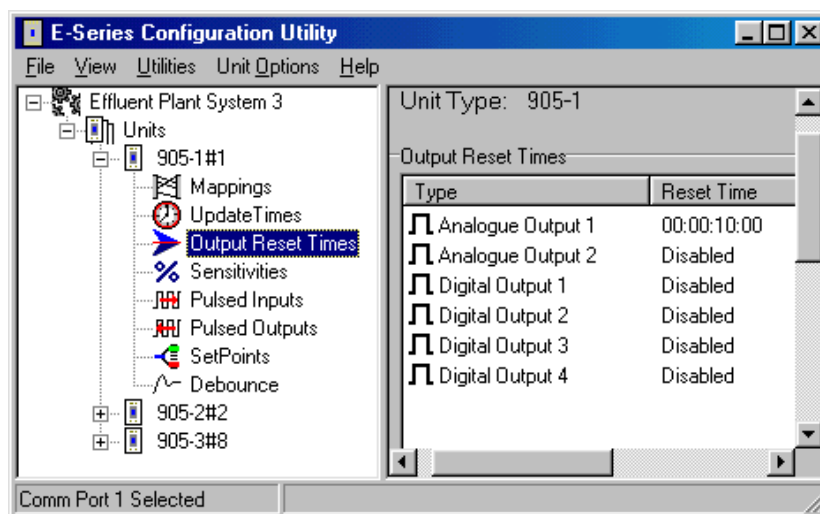 E-Series Configuration Utility
File View Utilities Unit Options Help
Effluent Plant System 3
Units
905-1#1
Mappings
UpdateTimes
Output Reset Times
Sensitivities
Pulsed Inputs
Pulsed Outputs
SetPoints
Debounce
905-2#2
905-3#8
Unit Type: 905-1
Output Reset Times
Type Reset Time
Analogue Output 1 00:00:10:00
Analogue Output 2 Disabled
Digital Output 1 Disabled
Digital Output 2 Disabled
Digital Output 3 Disabled
Digital Output 4 Disabled
Comm Port 1 Selected